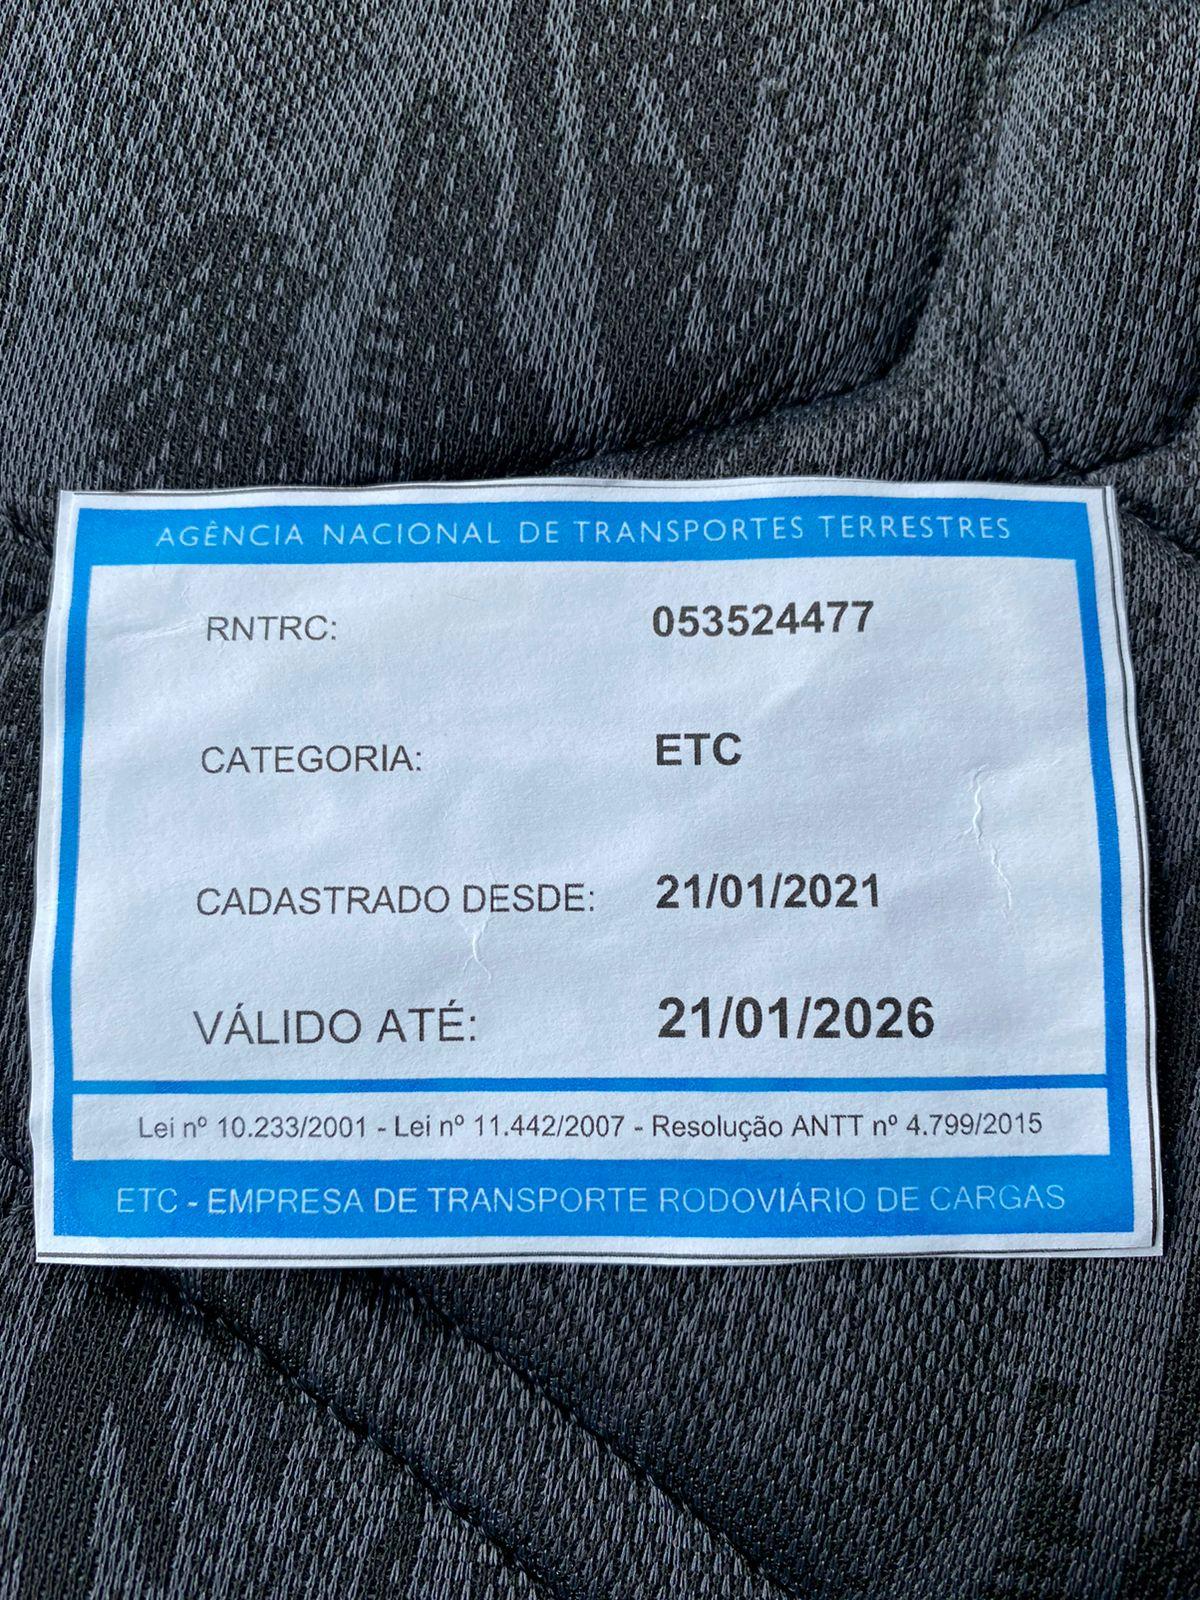 AGÊNCIA NACIONAL DE TRANSPORTES TERRESTRES
RNTRC: 053524477
CATEGORIA: ETC
CADASTRADO DESDE: 21/01/2021
VÁLIDO ATÉ: 21/01/2026
Lei nº 10.233/2001 - Lei nº 11.442/2007 - Resolução ANTT nº 4.799/2015
ETC - EMPRESA DE TRANSPORTE RODOVIÁRIO DE CARGAS